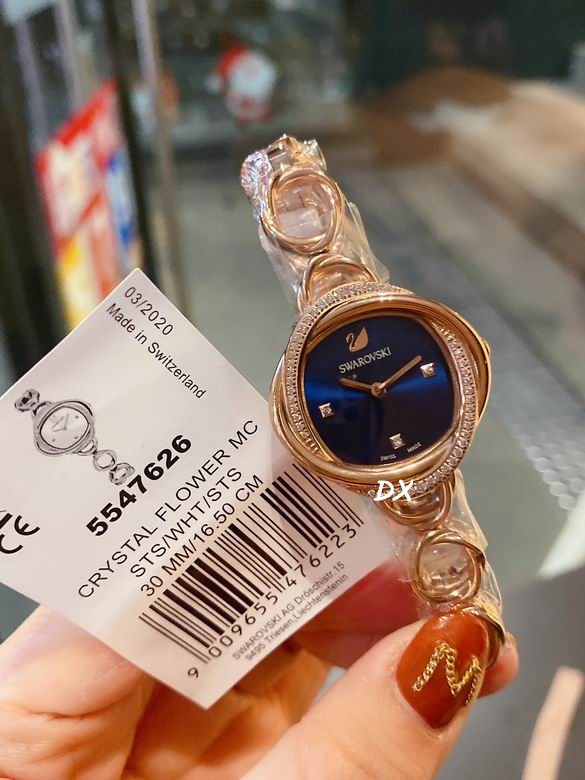 03/2020
Made in Switzerland
5547626
CRYSTAL FLOWER MC
STS/WHT/STS
30 MM/16.50 CM
9 009655 476223
SWAROVSKI AG Dröschistr.15
9495 Triesen,Liechtenstenin
CE
SWAROVSKI
SWISS MADE
DX